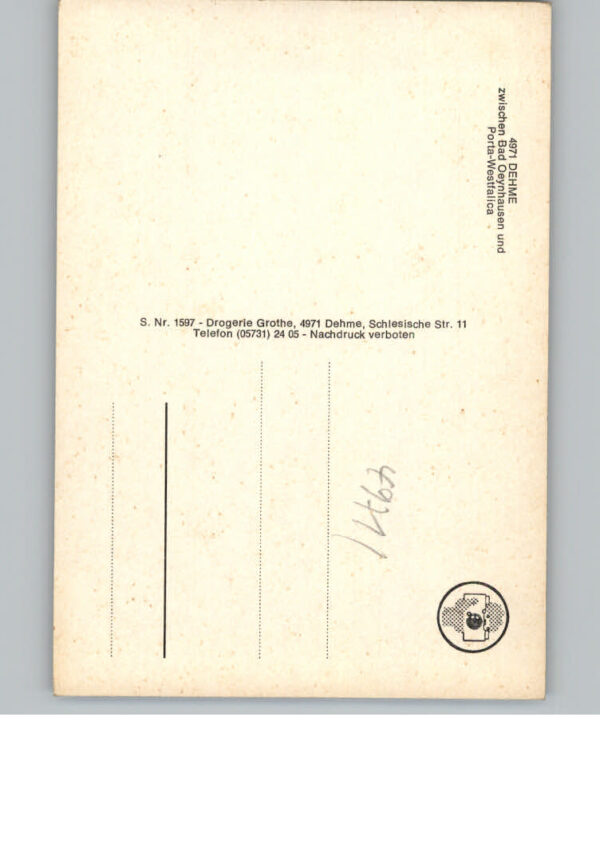 4971 DEHME
zwischen Bad Oeynhausen und
Porta-Westfalica
S. Nr. 1597 - Drogerie Grothe, 4971 Dehme, Schlesische Str. 11
Telefon (05731) 24 05 - Nachdruck verboten
4971